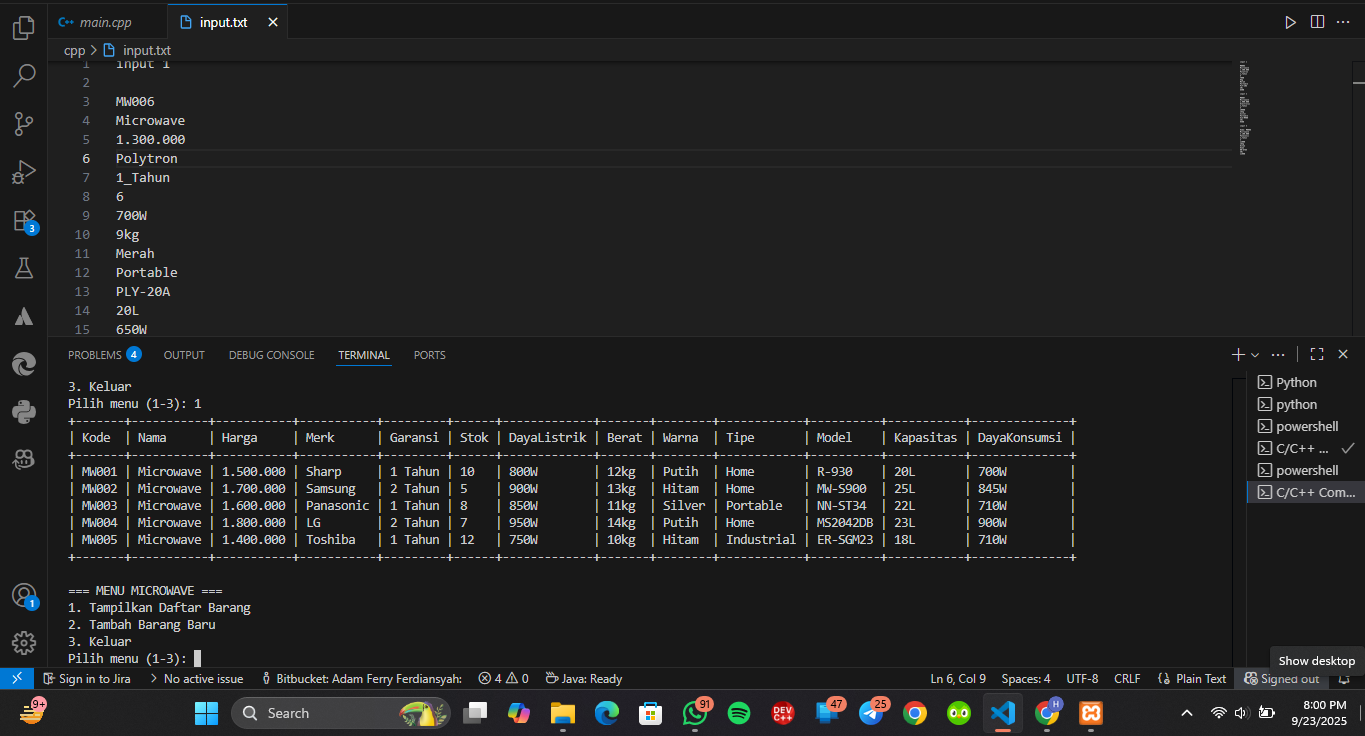 main.cpp input.txt
cpp > input.txt
1 input 1
2
3 MW006
4 Microwave
5 1.300.000
6 Polytron
7 1_Tahun
8 6
9 700W
10 9kg
11 Merah
12 Portable
13 PLY-20A
14 20L
15 650W
3
PROBLEMS 4 OUTPUT DEBUG CONSOLE TERMINAL PORTS
3. Keluar
Pilih menu (1-3): 1
+-------+------------+-----------+-----------+----------+------+-------------+-------+--------+------------+----------+-----------+--------------+
| Kode | Nama | Harga | Merk | Garansi | Stok | DayaListrik | Berat | Warna | Tipe | Model | Kapasitas | DayaKonsumsi |
+-------+------------+-----------+-----------+----------+------+-------------+-------+--------+------------+----------+-----------+--------------+
| MW001 | Microwave | 1.500.000 | Sharp | 1 Tahun | 10 | 800W | 12kg | Putih | Home | R-930 | 20L | 700W |
| MW002 | Microwave | 1.700.000 | Samsung | 2 Tahun | 5 | 900W | 13kg | Hitam | Home | MW-S900 | 25L | 845W |
| MW003 | Microwave | 1.600.000 | Panasonic | 1 Tahun | 8 | 850W | 11kg | Silver | Portable | NN-ST34 | 22L | 710W |
| MW004 | Microwave | 1.800.000 | LG | 2 Tahun | 7 | 950W | 14kg | Putih | Home | MS2042DB | 23L | 900W |
| MW005 | Microwave | 1.400.000 | Toshiba | 1 Tahun | 12 | 750W | 10kg | Hitam | Industrial | ER-SGM23 | 18L | 710W |
+-------+------------+-----------+-----------+----------+------+-------------+-------+--------+------------+----------+-----------+--------------+
=== MENU MICROWAVE ===
1. Tampilkan Daftar Barang
2. Tambah Barang Baru
3. Keluar
Pilih menu (1-3):
Python
python
powershell
C/C++ ...
powershell
C/C++ Com...
1
Show desktop
Sign in to Jira No active issue Bitbucket: Adam Ferry Ferdiansyah: 4 0 Java: Ready Ln 6, Col 9 Spaces: 4 UTF-8 CRLF {} Plain Text Signed out
9+ Search 91 DEV C++ 47 25 H
8:00 PM
9/23/2025